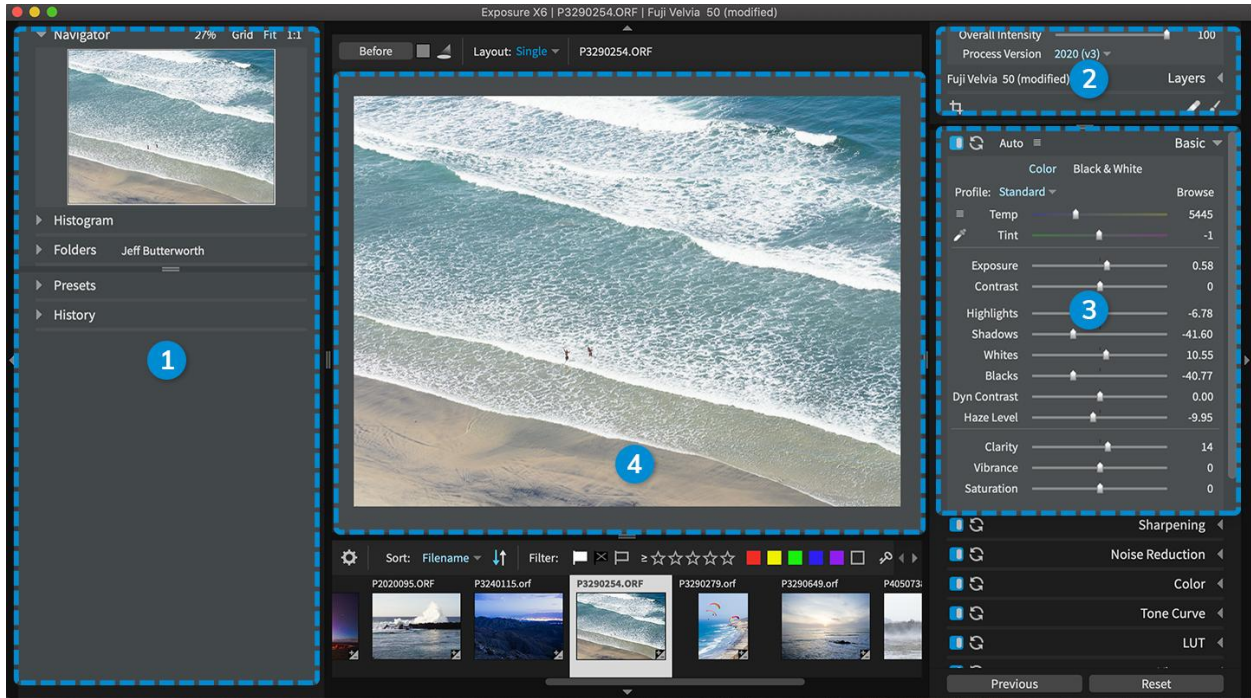 Exposure X6 | P3290254.ORF | Fuji Velvia 50 (modified)
Navigator 27% Grid Fit 1:1
Histogram
Folders Jeff Butterworth
Presets
History
1
Before Layout: Single P3290254.ORF
4
Sort: Filename Filter: ≥
P2020095.ORF P3240115.orf P3290254.ORF P3290279.orf P3290649.orf P405073
Overall Intensity 100
Process Version 2020 (v3)
Fuji Velvia 50 (modified) 2 Layers
Auto Basic
Color Black & White
Profile: Standard Browse
Temp 5445
Tint -1
Exposure 0.58
Contrast 0
Highlights -6.78
3
Shadows -41.60
Whites 10.55
Blacks -40.77
Dyn Contrast 0.00
Haze Level -9.95
Clarity 14
Vibrance 0
Saturation 0
Sharpening
Noise Reduction
Color
Tone Curve
LUT
Previous Reset